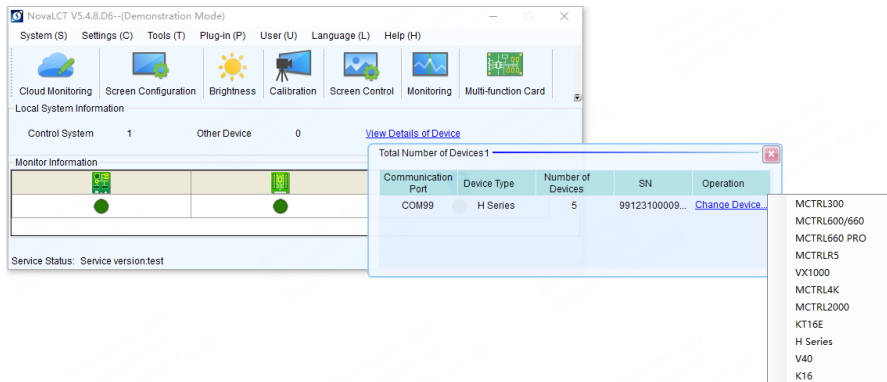 NovaLCT V5.4.8.D6--(Demonstration Mode)
System (S) Settings (C) Tools (T) Plug-in (P) User (U) Language (L) Help (H)
Cloud Monitoring Screen Configuration Brightness Calibration Screen Control Monitoring Multi-function Card
Local System Information
Control System 1 Other Device 0 View Details of Device
Monitor Information
Service Status: Service version:test
Total Number of Devices1
Communication Port Device Type Number of Devices SN Operation
COM99 H Series 5 99123100009... Change Device...
MCTRL300
MCTRL600/660
MCTRL660 PRO
MCTRLR5
VX1000
MCTRL4K
MCTRL2000
KT16E
H Series
V40
K16